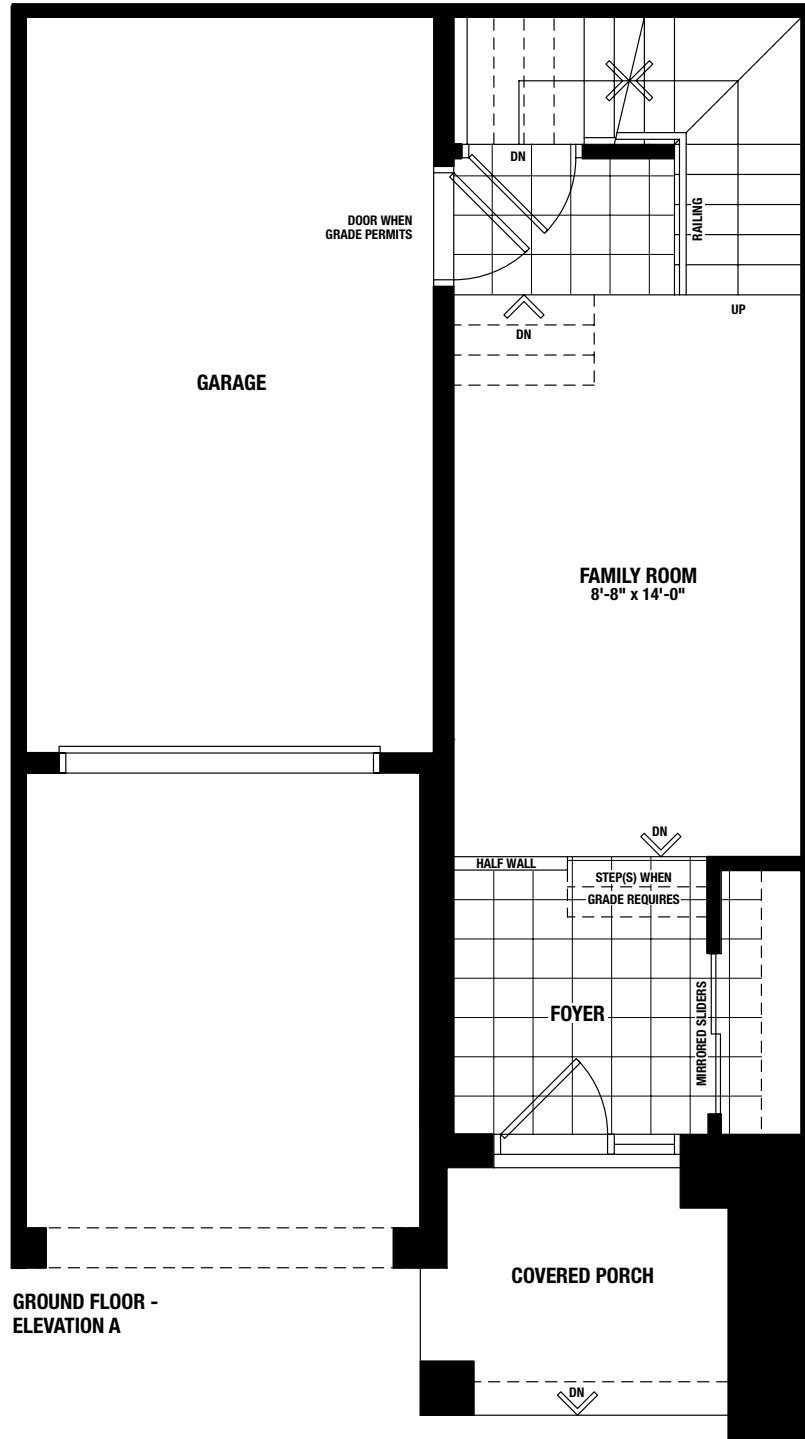 DN
DOOR WHEN
GRADE PERMITS
RAILING
UP
DN
GARAGE
FAMILY ROOM
8'-8" x 14'-0"
DN
HALF WALL
STEP(S) WHEN
GRADE REQUIRES
MIRRORED SLIDERS
FOYER
COVERED PORCH
GROUND FLOOR -
ELEVATION A
DN